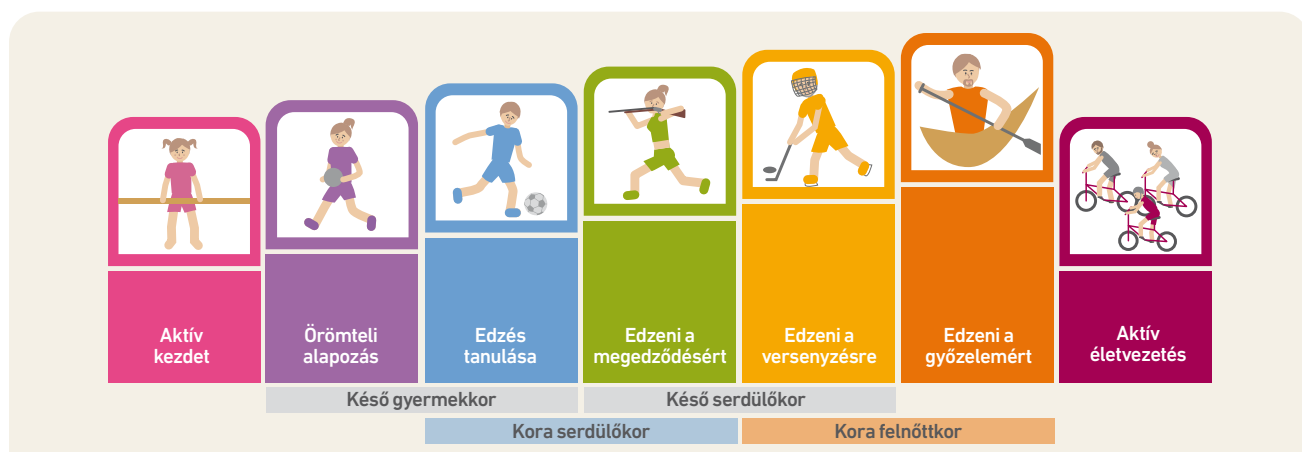 Aktív
kezdet
Örömteli
alapozás
Edzés
tanulása
Edzeni a
megedződésért
Edzeni a
versenyzésre
Edzeni a
győzelemért
Aktív
életvezetés
Késő gyermekkor
Késő serdülőkor
Kora serdülőkor
Kora felnőttkor